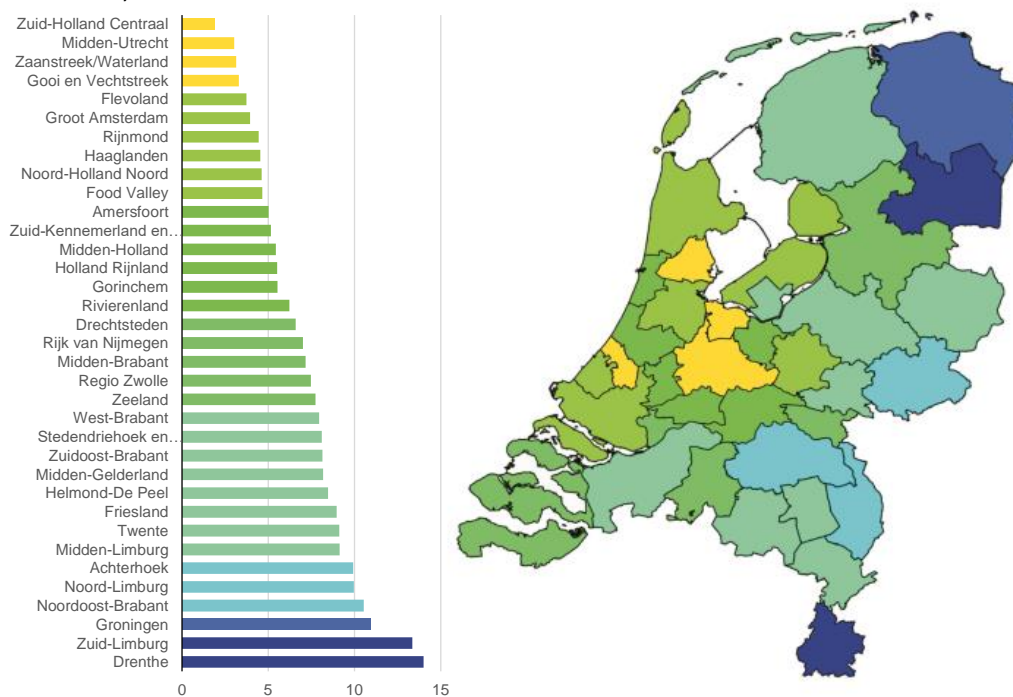 Zuid-Holland Centraal
Midden-Utrecht
Zaanstreek/Waterland
Gooi en Vechtstreek
Flevoland
Groot Amsterdam
Rijnmond
Haaglanden
Noord-Holland Noord
Food Valley
Amersfoort
Zuid-Kennemerland en…
Midden-Holland
Holland Rijnland
Gorinchem
Rivierenland
Drechtsteden
Rijk van Nijmegen
Midden-Brabant
Regio Zwolle
Zeeland
West-Brabant
Stedendriehoek en…
Zuidoost-Brabant
Midden-Gelderland
Helmond-De Peel
Friesland
Twente
Midden-Limburg
Achterhoek
Noord-Limburg
Noordoost-Brabant
Groningen
Zuid-Limburg
Drenthe
0 5 10 15